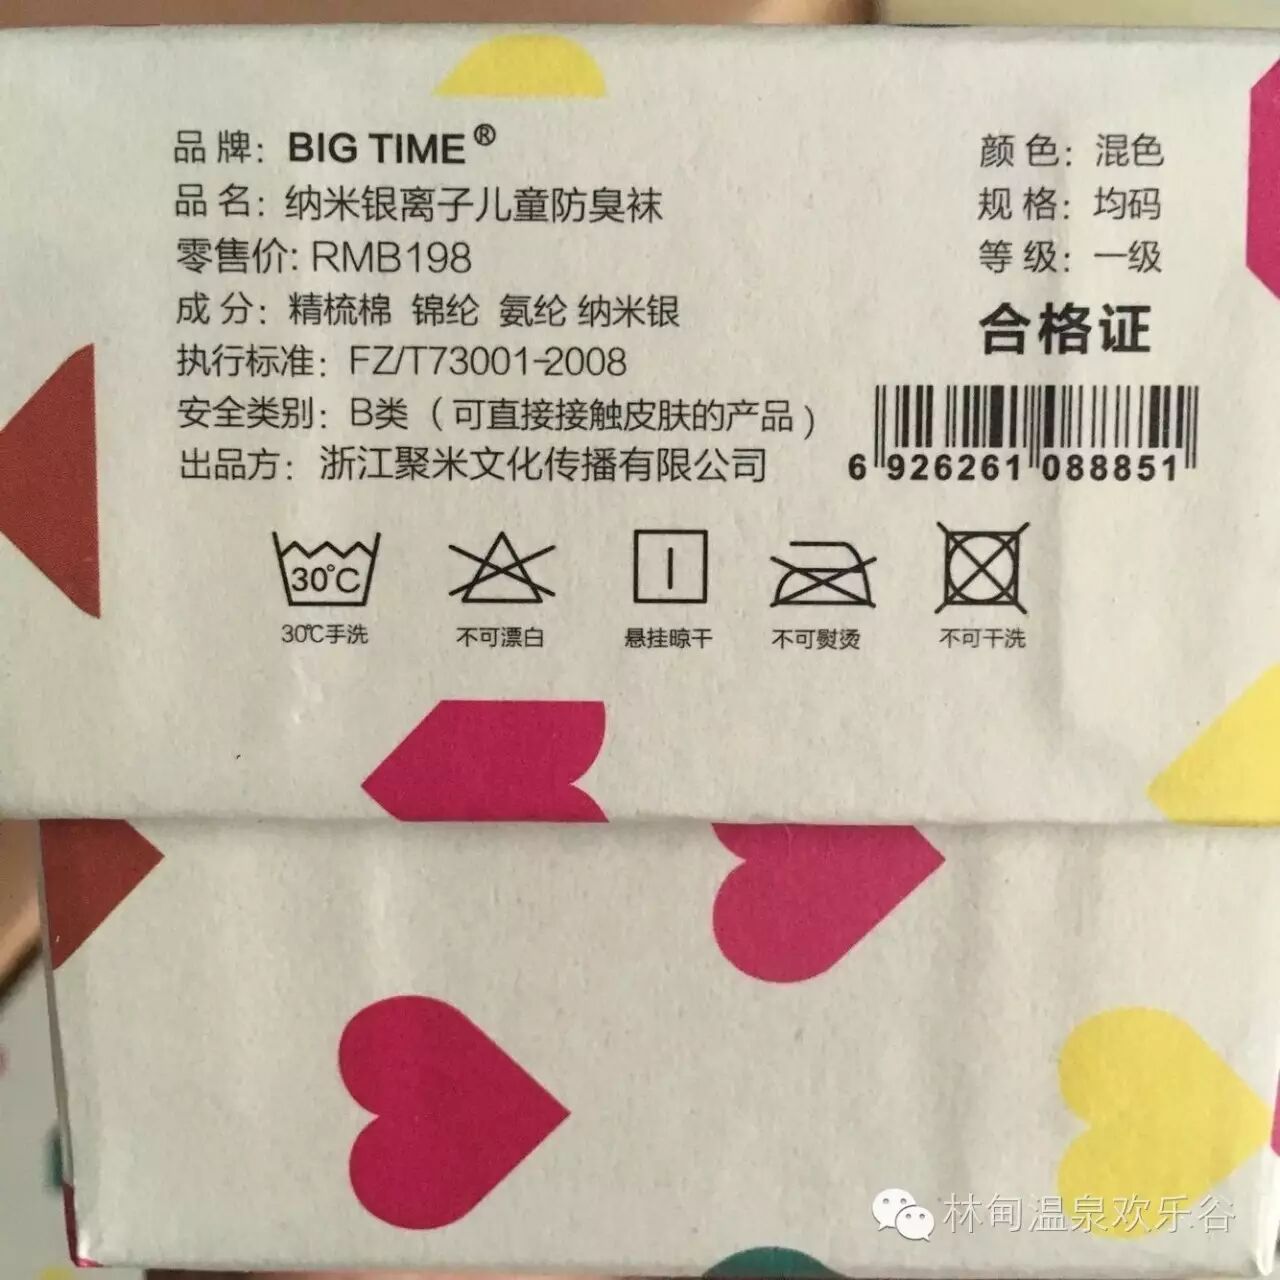 品牌：BIG TIME®
品名：纳米银离子儿童防臭袜
零售价: RMB198
成分：精梳棉 锦纶 氨纶 纳米银
执行标准：FZ/T73001-2008
安全类别：B类（可直接接触皮肤的产品）
出品方：浙江聚米文化传播有限公司
颜色：混色
规格：均码
等级：一级
合格证
6 926261 088851
30℃
30℃手洗
不可漂白
悬挂晾干
不可熨烫
不可干洗
林甸温泉欢乐谷